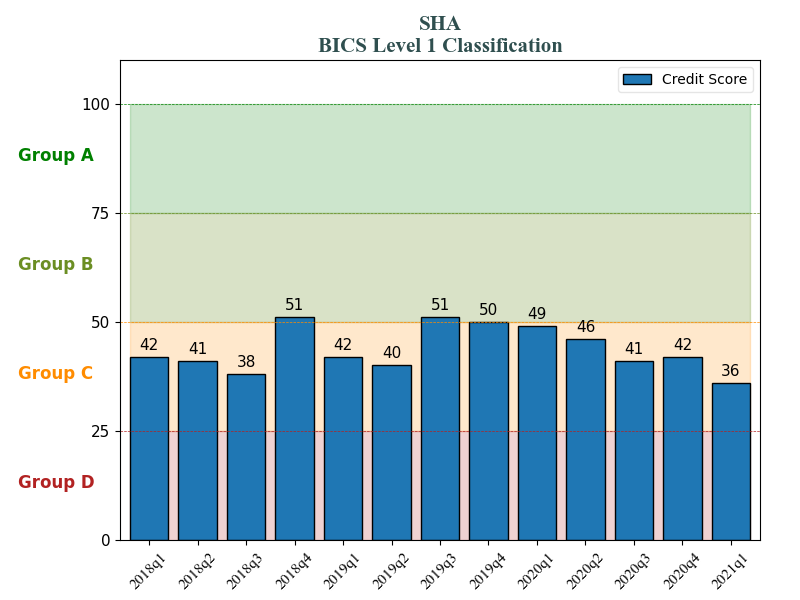 SHA
BICS Level 1 Classification
Credit Score
100
Group A
75
Group B
51
51
50
50
49
46
42
41
38
42
40
41
42
36
Group C
25
Group D
0
2018q1
2018q2
2018q3
2018q4
2019q1
2019q2
2019q3
2019q4
2020q1
2020q2
2020q3
2020q4
2021q1